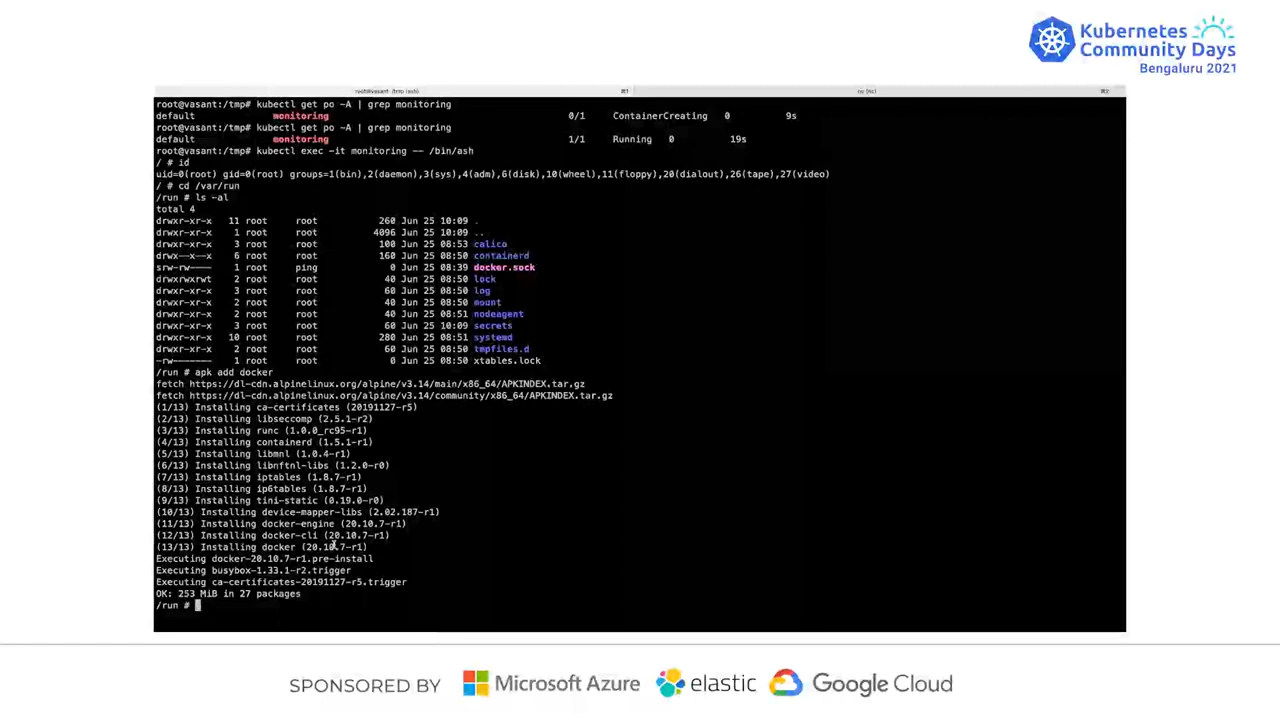 Kubernetes
Community Days
Bengaluru 2021
root@vasant:/tmp (ssh)
root@vasant:/tmp# kubectl get po -A | grep monitoring
default monitoring 0/1 ContainerCreating 0 9s
root@vasant:/tmp# kubectl get po -A | grep monitoring
default monitoring 1/1 Running 0 19s
root@vasant:/tmp# kubectl exec -it monitoring -- /bin/ash
/ # id
uid=0(root) gid=0(root) groups=1(bin),2(daemon),3(sys),4(adm),6(disk),10(wheel),11(floppy),20(dialout),26(tape),27(video)
/ # cd /var/run
/run # ls -al
total 4
drwxr-xr-x 11 root root 260 Jun 25 10:09 .
drwxr-xr-x 1 root root 4096 Jun 25 10:09 ..
drwxr-xr-x 3 root root 100 Jun 25 08:53 calico
drwx--x--x 6 root root 160 Jun 25 08:50 containerd
srw-rw---- 1 root ping 0 Jun 25 08:39 docker.sock
drwxrwxrwt 2 root root 40 Jun 25 08:50 lock
drwxr-xr-x 3 root root 60 Jun 25 08:50 log
drwxr-xr-x 2 root root 40 Jun 25 08:50 mount
drwxr-xr-x 2 root root 40 Jun 25 08:51 nodeagent
drwxr-xr-x 3 root root 60 Jun 25 10:09 secrets
drwxr-xr-x 10 root root 280 Jun 25 08:51 systemd
drwxr-xr-x 2 root root 60 Jun 25 08:50 tmpfiles.d
-rw------- 1 root root 0 Jun 25 08:50 xtables.lock
/run # apk add docker
fetch https://dl-cdn.alpinelinux.org/alpine/v3.14/main/x86_64/APKINDEX.tar.gz
fetch https://dl-cdn.alpinelinux.org/alpine/v3.14/community/x86_64/APKINDEX.tar.gz
(1/13) Installing ca-certificates (20191127-r5)
(2/13) Installing libseccomp (2.5.1-r2)
(3/13) Installing runc (1.0.0_rc95-r1)
(4/13) Installing containerd (1.5.1-r1)
(5/13) Installing libmnl (1.0.4-r1)
(6/13) Installing libnftnl-libs (1.2.0-r0)
(7/13) Installing iptables (1.8.7-r1)
(8/13) Installing ip6tables (1.8.7-r1)
(9/13) Installing tini-static (0.19.0-r0)
(10/13) Installing device-mapper-libs (2.02.187-r1)
(11/13) Installing docker-engine (20.10.7-r1)
(12/13) Installing docker-cli (20.10.7-r1)
(13/13) Installing docker (20.10.7-r1)
Executing docker-20.10.7-r1.pre-install
Executing busybox-1.33.1-r2.trigger
Executing ca-certificates-20191127-r5.trigger
OK: 253 MiB in 27 packages
/run #
SPONSORED BY Microsoft Azure elastic Google Cloud